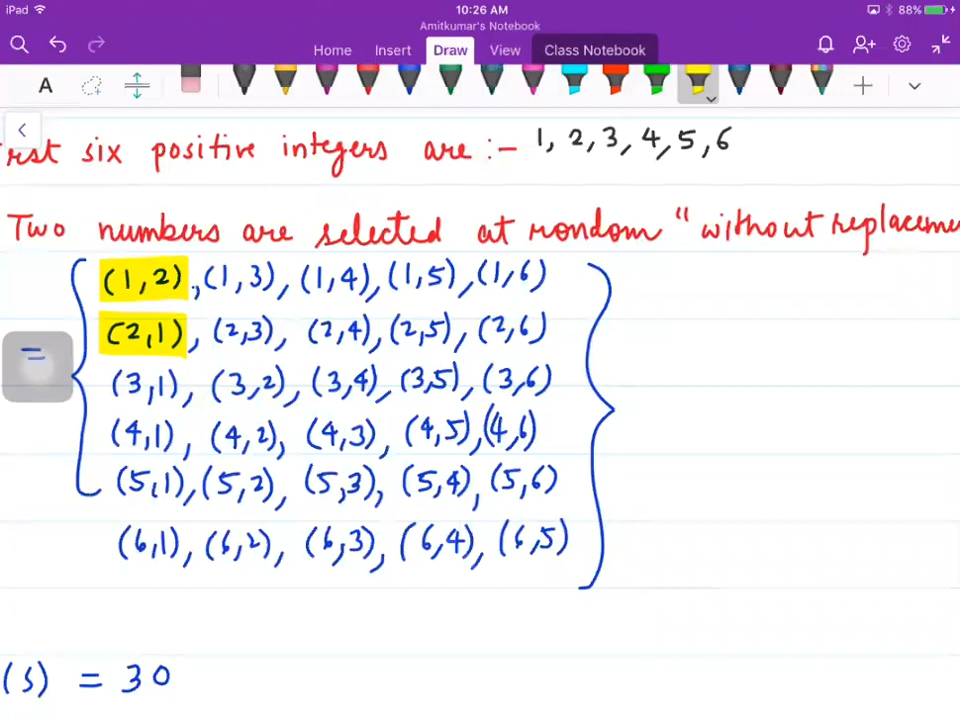 iPad 10:26 AM 88%
Amitkumar's Notebook
Home Insert Draw View Class Notebook
A
rst six positive integers are :- 1, 2, 3, 4, 5, 6
Two numbers are selected at rondom "without replaceme
(1,2), (1,3), (1,4), (1,5), (1,6)
= (2,1), (2,3), (2,4), (2,5), (2,6)
(3,1), (3,2), (3,4), (3,5), (3,6)
(4,1), (4,2), (4,3), (4,5), (4,6)
(5,1), (5,2), (5,3), (5,4), (5,6)
(6,1), (6,2), (6,3), (6,4), (6,5)
(S) = 30